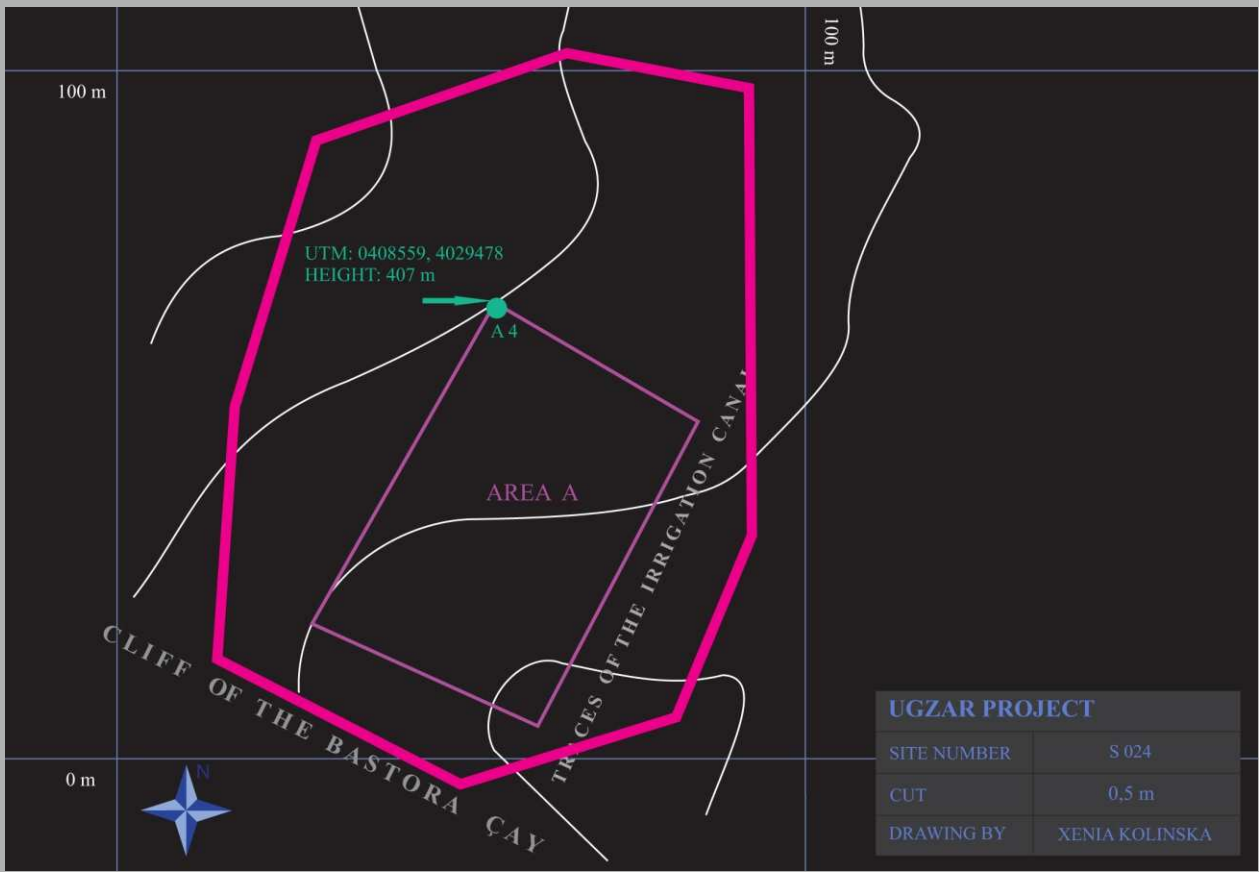 100 m
100 m
UTM: 0408559, 4029478
HEIGHT: 407 m
A 4
AREA A
TRACES OF THE IRRIGATION CANAL
CLIFF OF THE BASTORA ÇAY
0 m
N
UGZAR PROJECT
SITE NUMBER S 024
CUT 0,5 m
DRAWING BY XENIA KOLINSKA